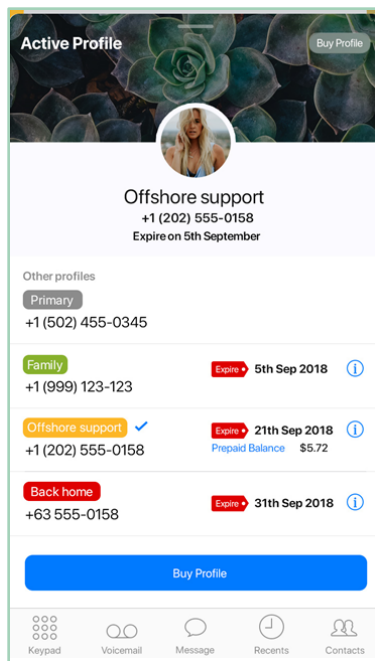 Active Profile
Buy Profile
Offshore support
+1 (202) 555-0158
Expire on 5th September
Other profiles
Primary
+1 (502) 455-0345
Family
Expire 5th Sep 2018
+1 (999) 123-123
Offshore support
Expire 21th Sep 2018
+1 (202) 555-0158
Prepaid Balance $5.72
Back home
Expire 31th Sep 2018
+63 555-0158
Buy Profile
Keypad Voicemail Message Recents Contacts